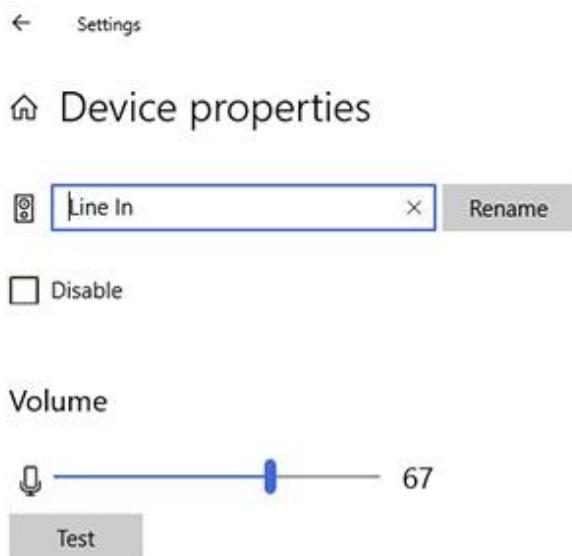 Settings
Device properties
Line In
Rename
Disable
Volume
67
Test